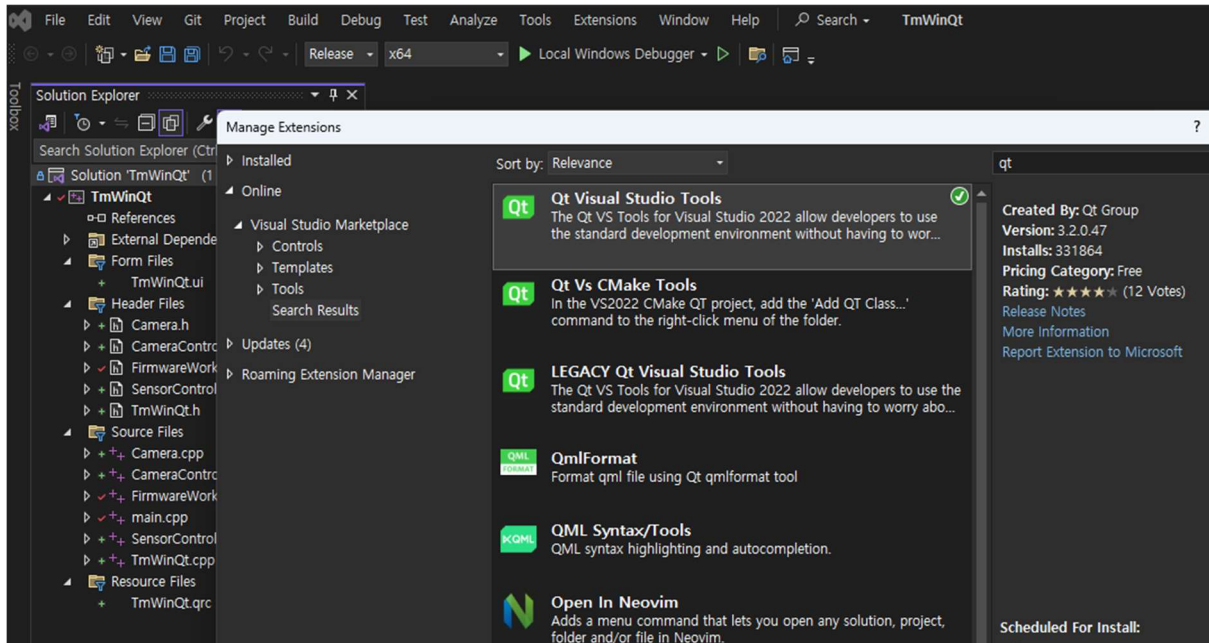 File Edit View Git Project Build Debug Test Analyze Tools Extensions Window Help Search TmWinQt
Release x64 Local Windows Debugger
Toolbox
Solution Explorer
Search Solution Explorer (Ctr
Solution 'TmWinQt' (1
TmWinQt
References
External Depende
Form Files
TmWinQt.ui
Header Files
Camera.h
CameraContro
FirmwareWork
SensorControl
TmWinQt.h
Source Files
Camera.cpp
CameraContro
FirmwareWork
main.cpp
SensorControl
TmWinQt.cpp
Resource Files
TmWinQt.qrc
Manage Extensions
?
Installed
Online
Visual Studio Marketplace
Controls
Templates
Tools
Search Results
Updates (4)
Roaming Extension Manager
Sort by: Relevance
Qt
Qt Visual Studio Tools
The Qt VS Tools for Visual Studio 2022 allow developers to use
the standard development environment without having to wor...
Qt
Qt Vs CMake Tools
In the VS2022 CMake QT project, add the 'Add QT Class...'
command to the right-click menu of the folder.
Qt
LEGACY Qt Visual Studio Tools
The Qt VS Tools for Visual Studio 2022 allow developers to use the
standard development environment without having to worry abo...
QML
FORMAT
QmlFormat
Format qml file using Qt qmlformat tool
QML
QML Syntax/Tools
QML syntax highlighting and autocompletion.
Open In Neovim
Adds a menu command that lets you open any solution, project,
folder and/or file in Neovim.
qt
Created By: Qt Group
Version: 3.2.0.47
Installs: 331864
Pricing Category: Free
Rating: (12 Votes)
Release Notes
More Information
Report Extension to Microsoft
Scheduled For Install: